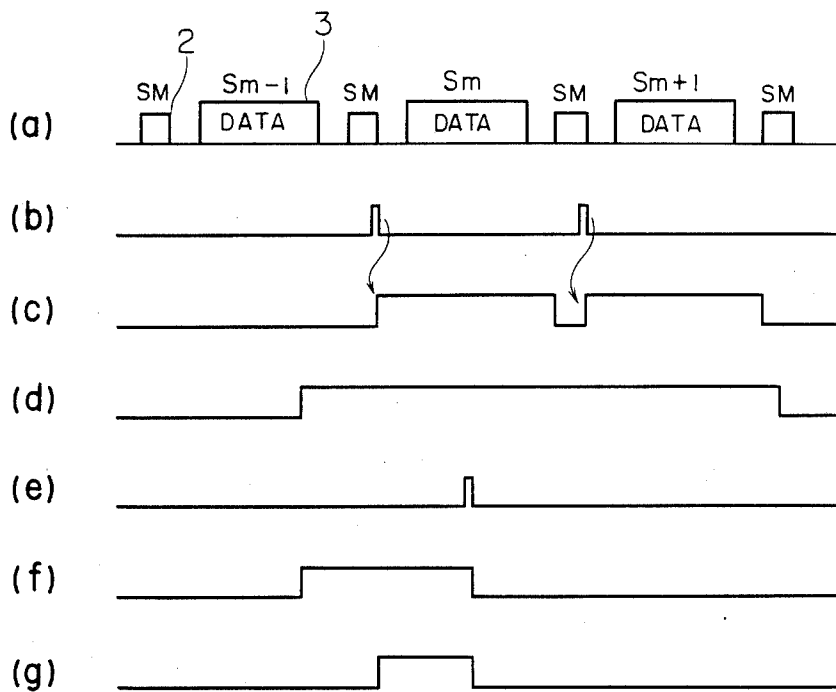 2 3
SM Sm-1 SM Sm SM Sm+1 SM
(a) DATA DATA DATA
(b)
(c)
(d)
(e)
(f)
(g)